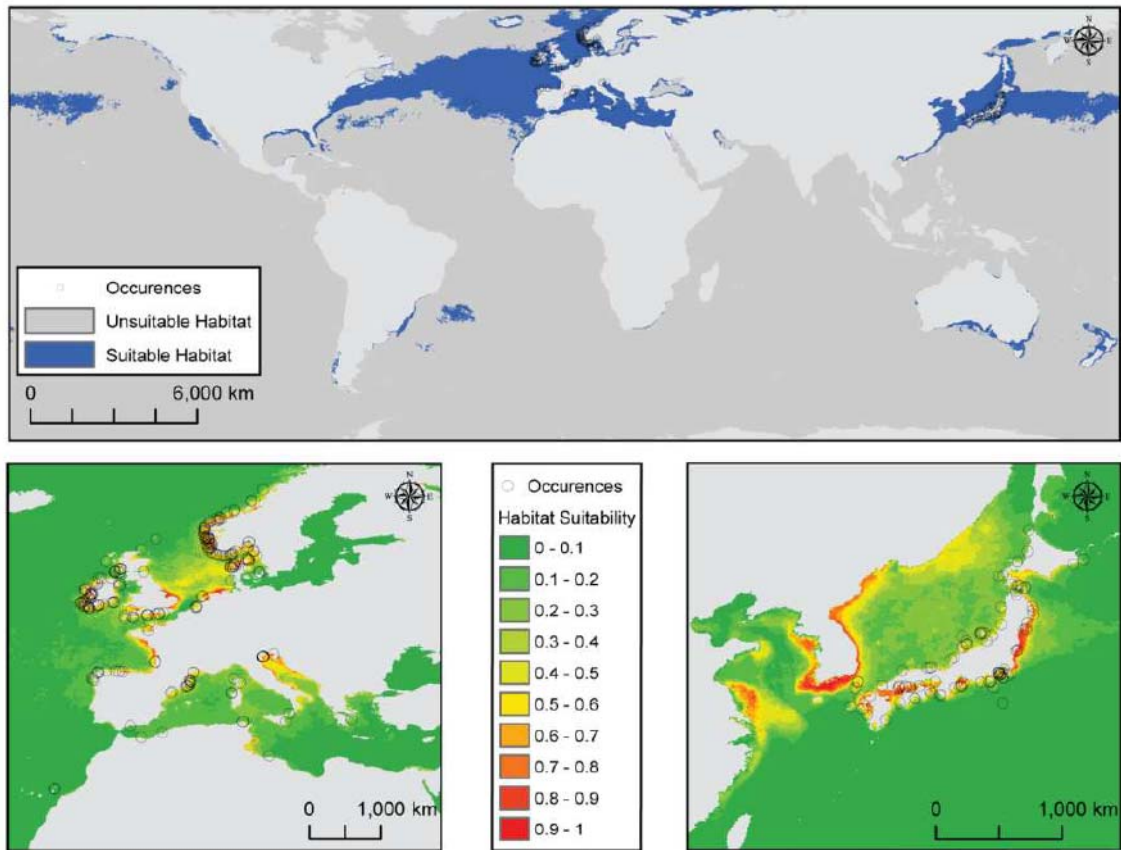 N
W E
S
Occurences
Unsuitable Habitat
Suitable Habitat
0 6,000 km
N
W E
S
0 1,000 km
Occurences
Habitat Suitability
0 - 0.1
0.1 - 0.2
0.2 - 0.3
0.3 - 0.4
0.4 - 0.5
0.5 - 0.6
0.6 - 0.7
0.7 - 0.8
0.8 - 0.9
0.9 - 1
N
W E
S
0 1,000 km